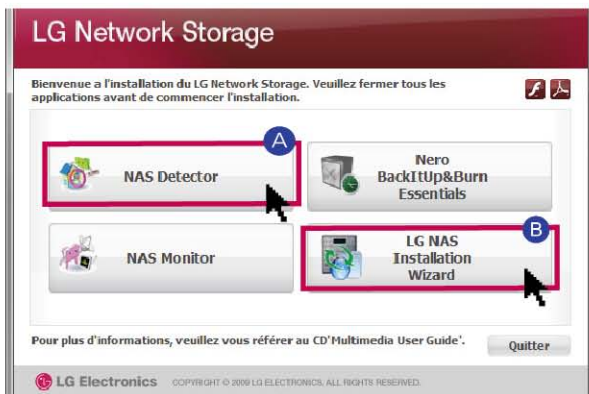 LG Network Storage
Bienvenue a l'installation du LG Network Storage. Veuillez fermer tous les
applications avant de commencer l'installation.
A
NAS Detector
Nero
BackItUp&Burn
Essentials
NAS Monitor
B
LG NAS
Installation
Wizard
Pour plus d'informations, veuillez vous référer au CD'Multimedia User Guide'.
Quitter
LG Electronics COPYRIGHT © 2009 LG ELECTRONICS. ALL RIGHTS RESERVED.